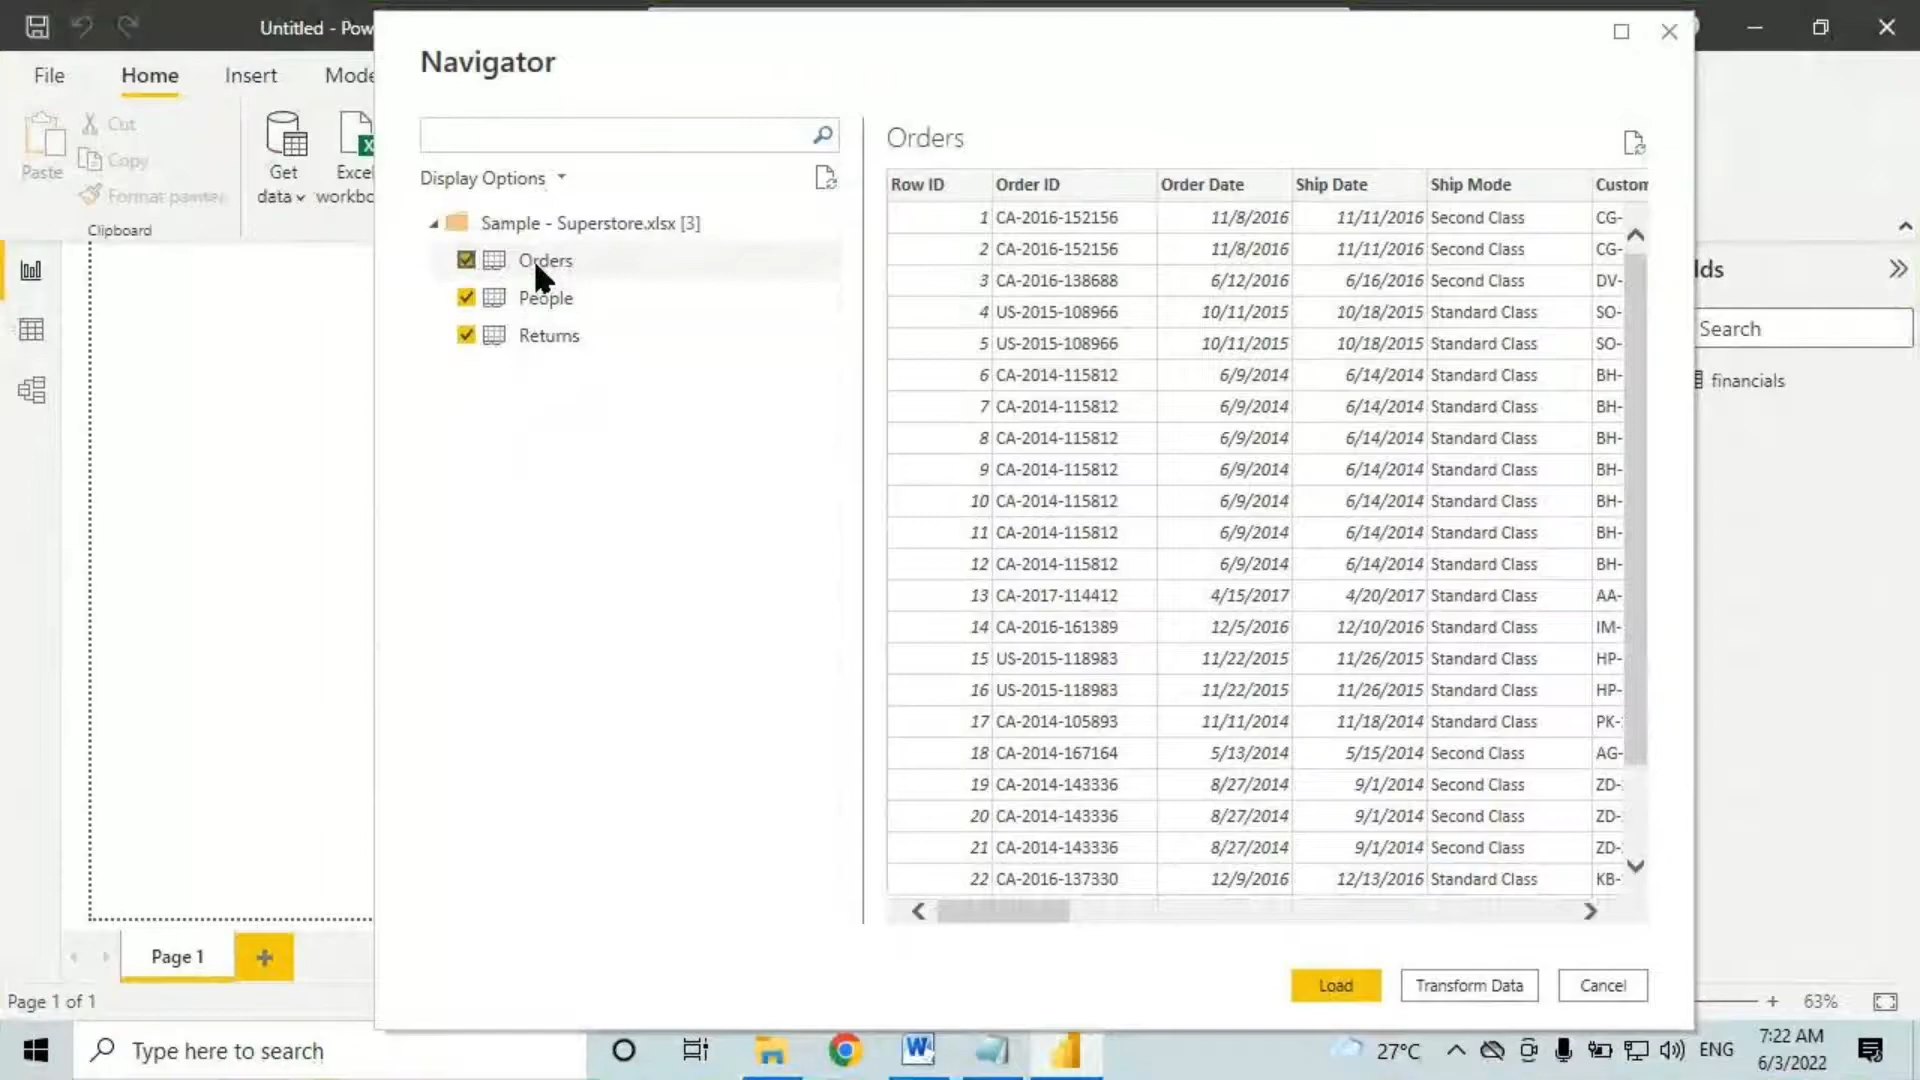 Untitled - Pow
File Home Insert Mode
Paste
Cut
Copy
Format painter
Clipboard
Get
data
Excel
workbo
Navigator
Display Options
Sample - Superstore.xlsx [3]
Orders
People
Returns
Orders
Row ID Order ID Order Date Ship Date Ship Mode Custom
1 CA-2016-152156 11/8/2016 11/11/2016 Second Class CG-
2 CA-2016-152156 11/8/2016 11/11/2016 Second Class CG-
3 CA-2016-138688 6/12/2016 6/16/2016 Second Class DV-
4 US-2015-108966 10/11/2015 10/18/2015 Standard Class SO-
5 US-2015-108966 10/11/2015 10/18/2015 Standard Class SO-
6 CA-2014-115812 6/9/2014 6/14/2014 Standard Class BH-
7 CA-2014-115812 6/9/2014 6/14/2014 Standard Class BH-
8 CA-2014-115812 6/9/2014 6/14/2014 Standard Class BH-
9 CA-2014-115812 6/9/2014 6/14/2014 Standard Class BH-
10 CA-2014-115812 6/9/2014 6/14/2014 Standard Class BH-
11 CA-2014-115812 6/9/2014 6/14/2014 Standard Class BH-
12 CA-2014-115812 6/9/2014 6/14/2014 Standard Class BH-
13 CA-2017-114412 4/15/2017 4/20/2017 Standard Class AA-
14 CA-2016-161389 12/5/2016 12/10/2016 Standard Class IM-
15 US-2015-118983 11/22/2015 11/26/2015 Standard Class HP-
16 US-2015-118983 11/22/2015 11/26/2015 Standard Class HP-
17 CA-2014-105893 11/11/2014 11/18/2014 Standard Class PK-
18 CA-2014-167164 5/13/2014 5/15/2014 Second Class AG-
19 CA-2014-143336 8/27/2014 9/1/2014 Second Class ZD-
20 CA-2014-143336 8/27/2014 9/1/2014 Second Class ZD-
21 CA-2014-143336 8/27/2014 9/1/2014 Second Class ZD-
22 CA-2016-137330 12/9/2016 12/13/2016 Standard Class KB-
Load Transform Data Cancel
lds
Search
financials
Page 1
Page 1 of 1
63%
Type here to search
27°C
ENG
7:22 AM
6/3/2022